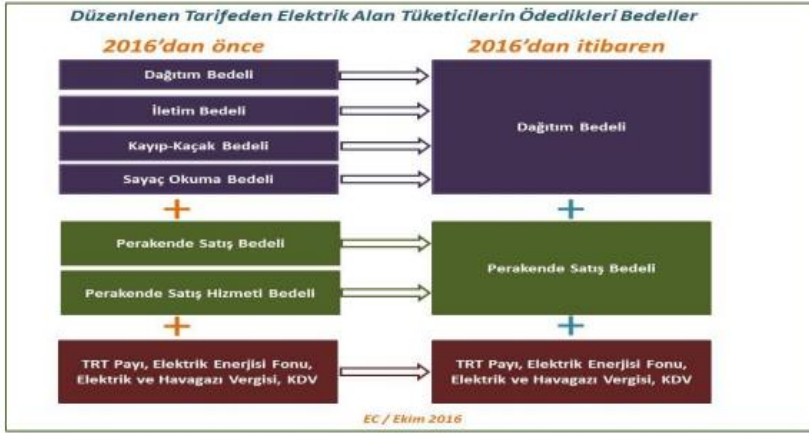 Düzenlenen Tarifeden Elektrik Alan Tüketicilerin Ödedikleri Bedeller
2016'dan önce
2016'dan itibaren
Dağıtım Bedeli
İletim Bedeli
Kayıp-Kaçak Bedeli
Sayaç Okuma Bedeli
Dağıtım Bedeli
+
+
Perakende Satış Bedeli
Perakende Satış Hizmeti Bedeli
Perakende Satış Bedeli
+
+
TRT Payı, Elektrik Enerjisi Fonu,
Elektrik ve Havagazı Vergisi, KDV
TRT Payı, Elektrik Enerjisi Fonu,
Elektrik ve Havagazı Vergisi, KDV
EC / Ekim 2016